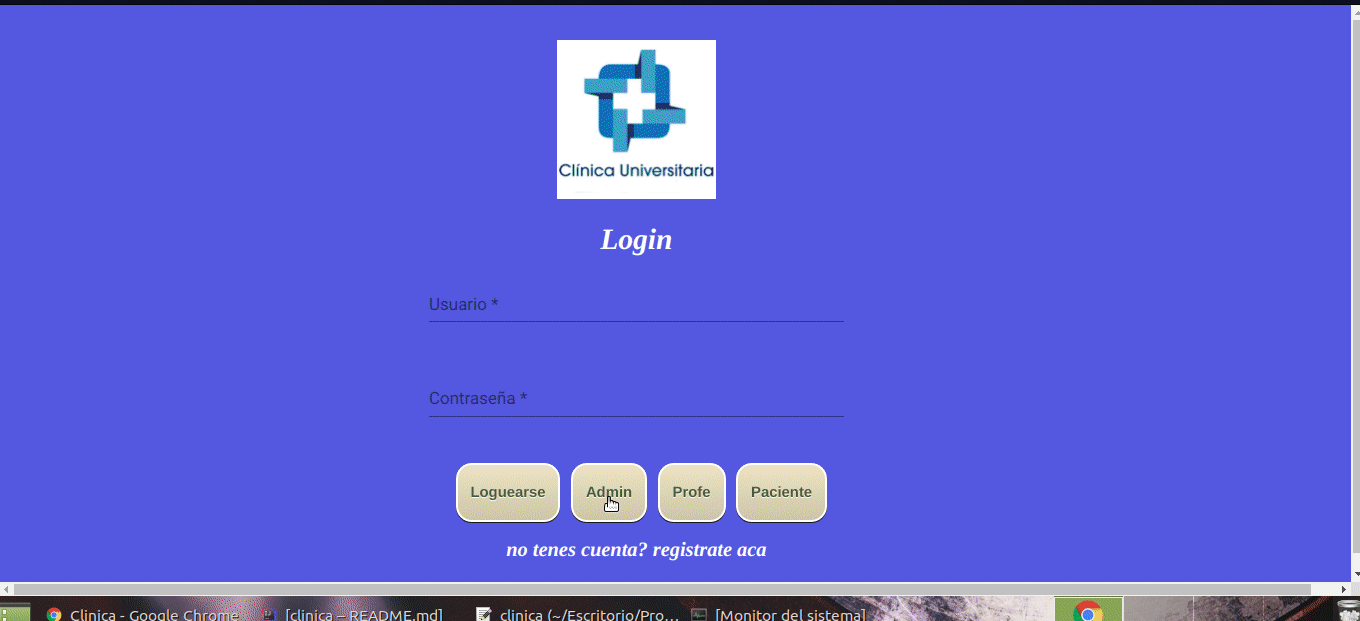 Clínica Universitaria
Login
Usuario *
Contraseña *
Loguearse
Admin
Profe
Paciente
no tenes cuenta? registrate aca
Clinica - Google Chrome
[clinica – README.md]
clinica (~/Escritorio/Pro...
[Monitor del sistema]